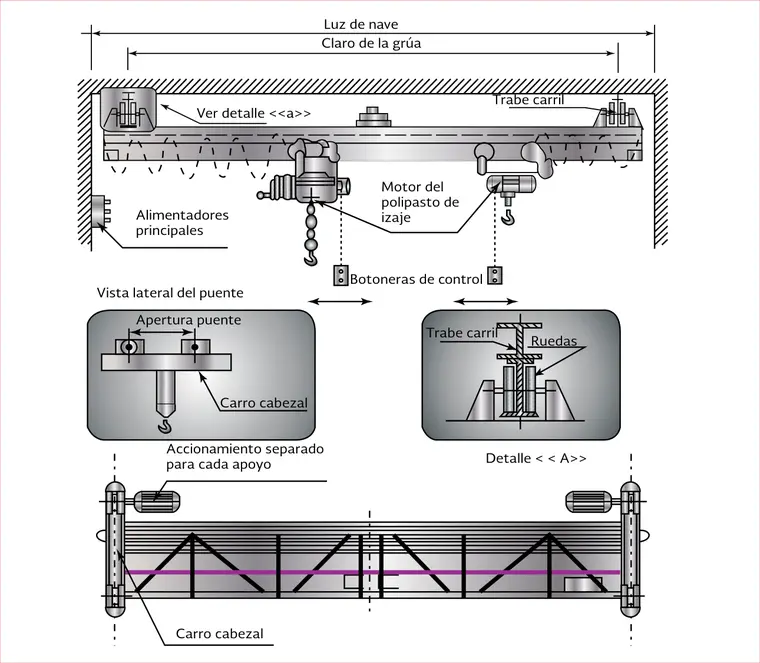 Luz de nave
Claro de la grúa
Ver detalle <<a>>
Trabe carril
Motor del
polipasto de
izaje
Alimentadores
principales
Botoneras de control
Vista lateral del puente
Apertura puente
Carro cabezal
Trabe carril
Ruedas
Accionamiento separado
para cada apoyo
Detalle < < A>>
Carro cabezal